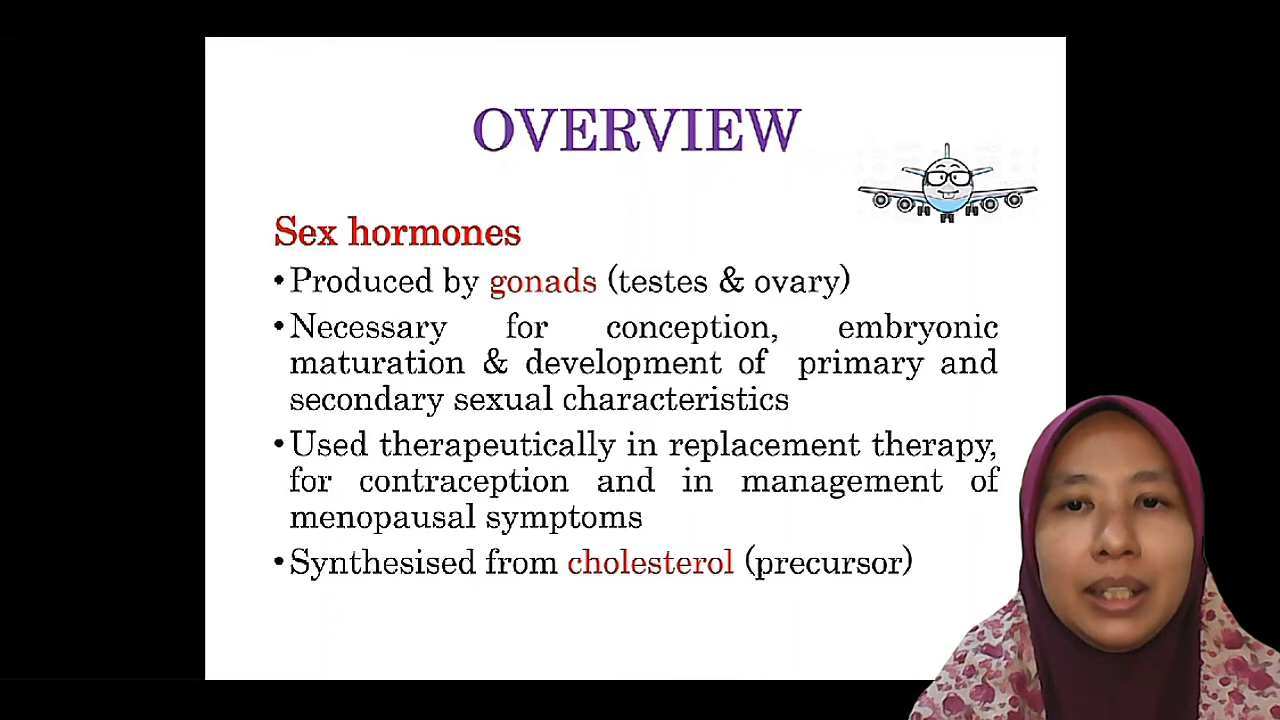 OVERVIEW
Sex hormones
•Produced by gonads (testes & ovary)
•Necessary for conception, embryonic
maturation & development of primary and
secondary sexual characteristics
•Used therapeutically in replacement therapy,
for contraception and in management of
menopausal symptoms
•Synthesised from cholesterol (precursor)